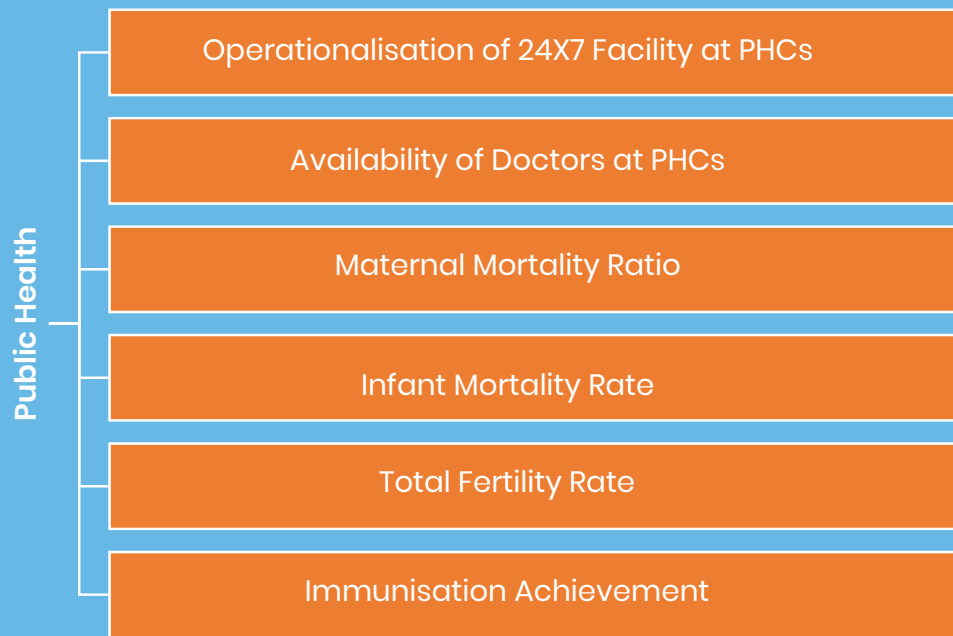 Public Health
Operationalisation of 24X7 Facility at PHCs
Availability of Doctors at PHCs
Maternal Mortality Ratio
Infant Mortality Rate
Total Fertility Rate
Immunisation Achievement